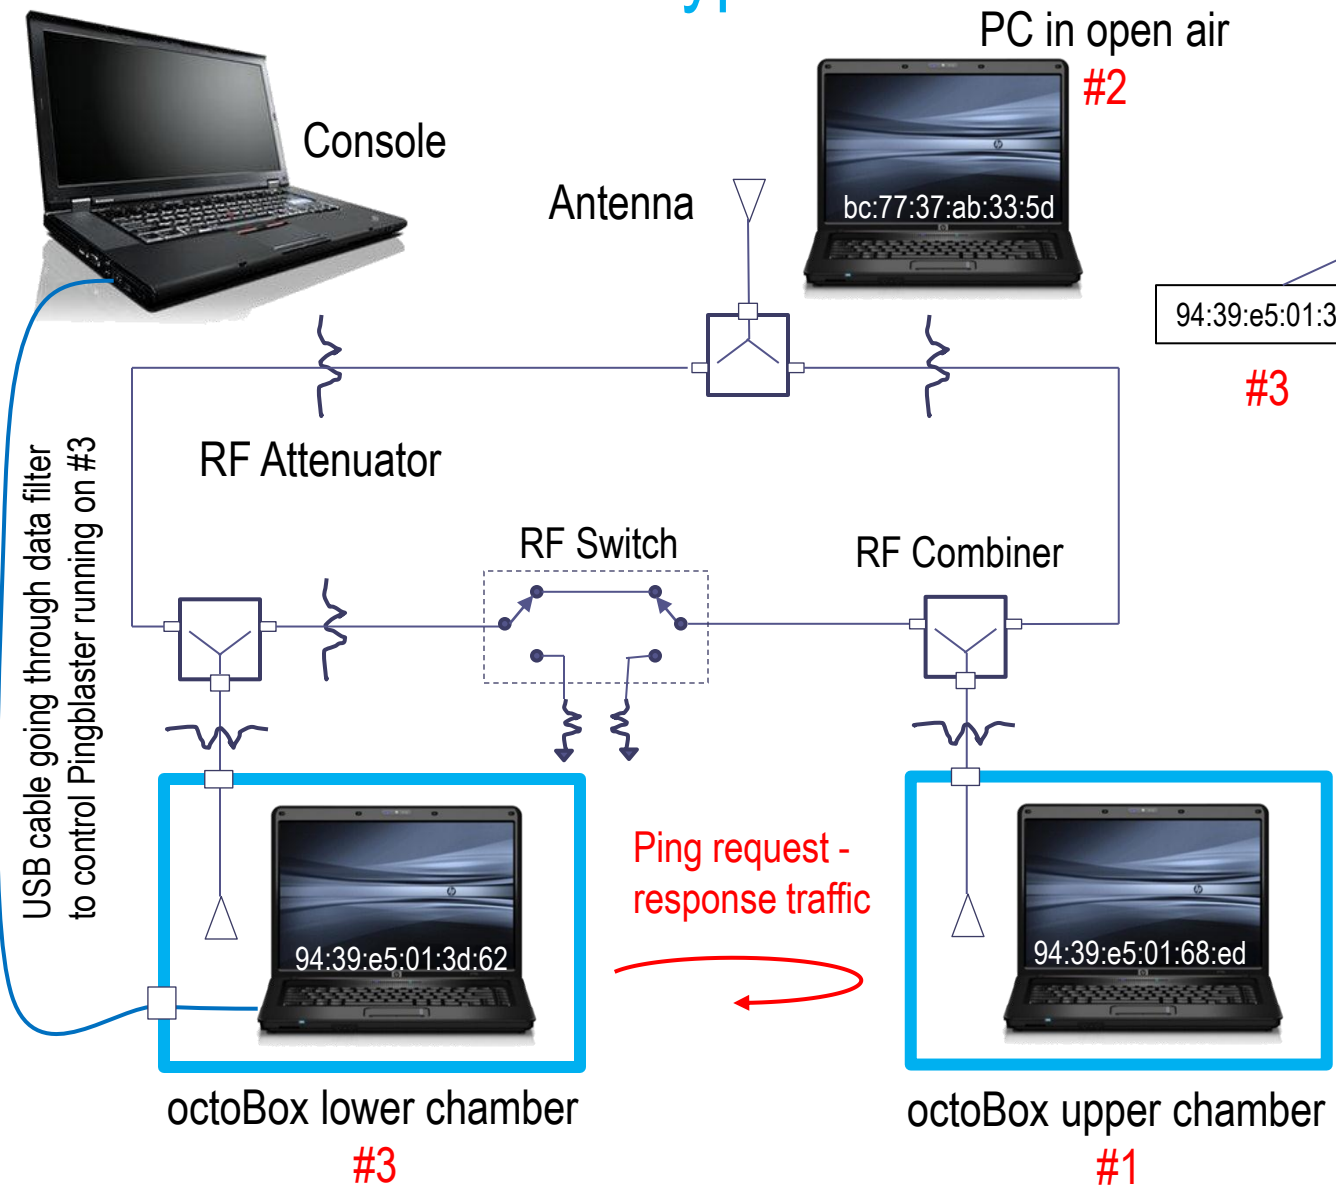 PC in open air
#2
Console
Antenna
bc:77:37:ab:33:5d
94:39:e5:01:3
#3
RF Attenuator
USB cable going through data filter
to control Pingblaster running on #3
RF Switch
RF Combiner
Ping request -
response traffic
94:39:e5:01:3d:62
94:39:e5:01:68:ed
octoBox lower chamber
#3
octoBox upper chamber
#1